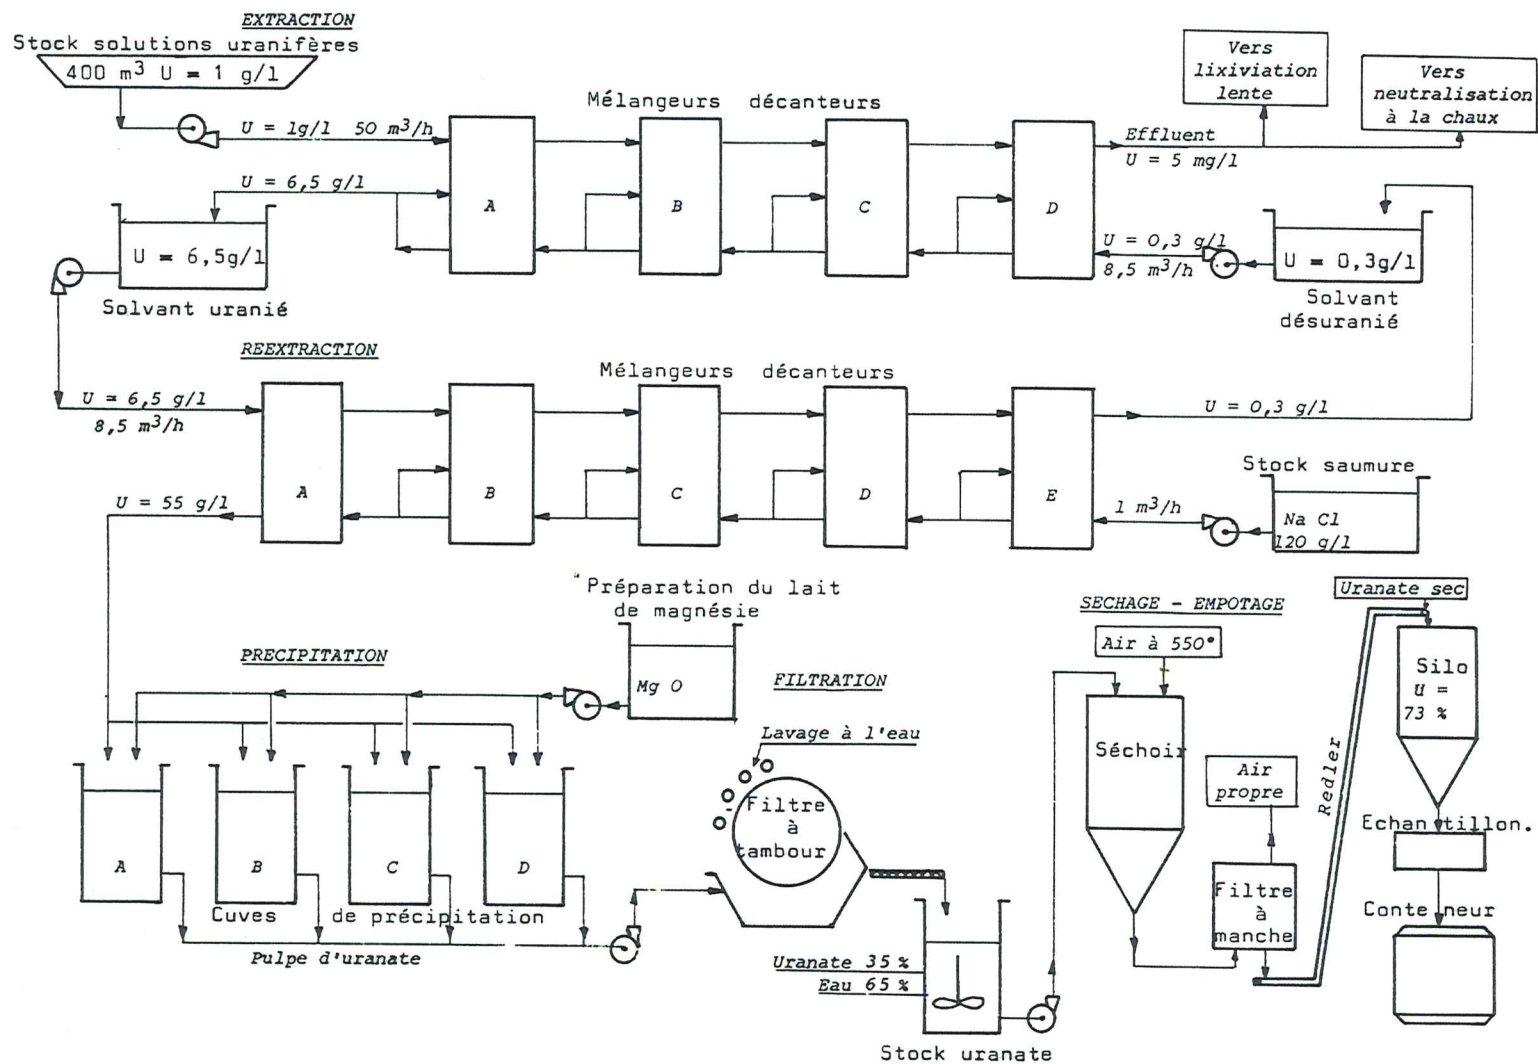 EXTRACTION
Stock solutions uranifères
400 m³ U = 1 g/l
U = 1g/l 50 m³/h
Mélangeurs décanteurs
Vers
lixiviation
lente
Vers
neutralisation
à la chaux
Effluent
U = 5 mg/l
U = 6,5 g/l
A
B
C
D
U = 6,5g/l
Solvant uranié
U = 0,3 g/l
8,5 m³/h
U = 0,3g/l
Solvant
désuranié
REEXTRACTION
Mélangeurs décanteurs
U = 6,5 g/l
8,5 m³/h
U = 0,3 g/l
U = 55 g/l
A
B
C
D
E
1 m³/h
Stock saumure
Na Cl
120 g/l
Préparation du lait
de magnésie
Mg O
PRECIPITATION
A
B
C
D
Cuves de précipitation
Pulpe d'uranate
FILTRATION
Lavage à l'eau
Filtre
à
tambour
Uranate 35 %
Eau 65 %
Stock uranate
SECHAGE - EMPOTAGE
Air à 550°
Séchoir
Air
propre
Filtre
à
manche
Redler
Uranate sec
Silo
U =
73 %
Echantillon.
Conteneur